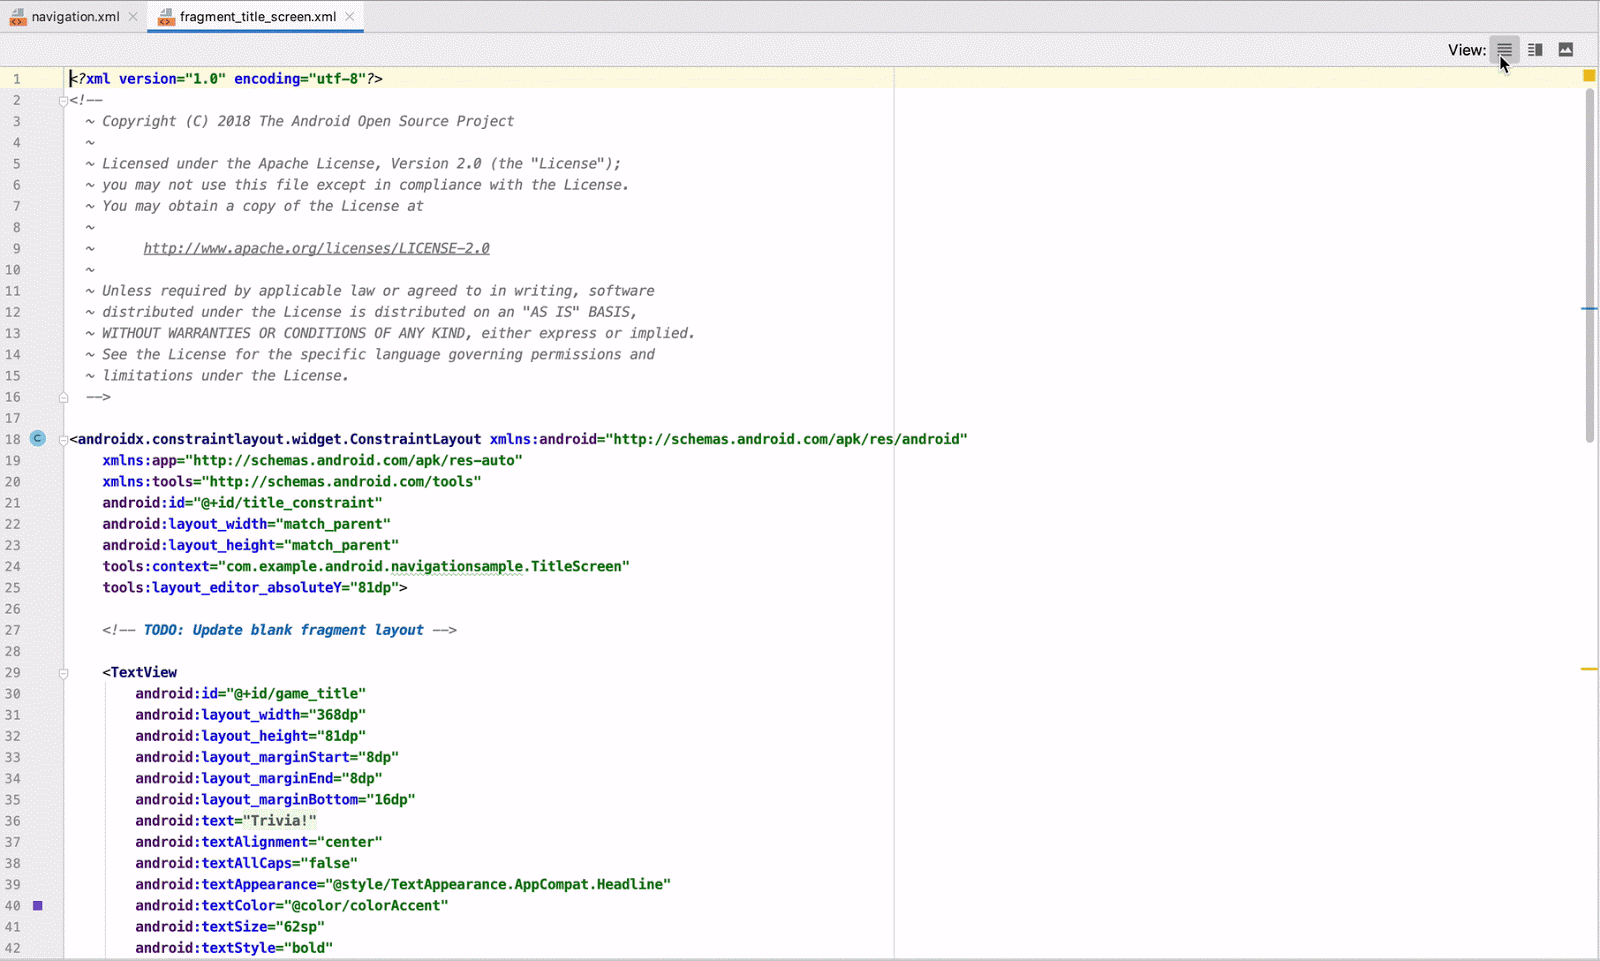 navigation.xml
fragment_title_screen.xml
View:
1 <?xml version="1.0" encoding="utf-8"?>
2 <!--
3 ~ Copyright (C) 2018 The Android Open Source Project
4 ~
5 ~ Licensed under the Apache License, Version 2.0 (the "License");
6 ~ you may not use this file except in compliance with the License.
7 ~ You may obtain a copy of the License at
8 ~
9 ~ http://www.apache.org/licenses/LICENSE-2.0
10 ~
11 ~ Unless required by applicable law or agreed to in writing, software
12 ~ distributed under the License is distributed on an "AS IS" BASIS,
13 ~ WITHOUT WARRANTIES OR CONDITIONS OF ANY KIND, either express or implied.
14 ~ See the License for the specific language governing permissions and
15 ~ limitations under the License.
16 -->
17
18 C <androidx.constraintlayout.widget.ConstraintLayout xmlns:android="http://schemas.android.com/apk/res/android"
19 xmlns:app="http://schemas.android.com/apk/res-auto"
20 xmlns:tools="http://schemas.android.com/tools"
21 android:id="@+id/title_constraint"
22 android:layout_width="match_parent"
23 android:layout_height="match_parent"
24 tools:context="com.example.android.navigationsample.TitleScreen"
25 tools:layout_editor_absoluteY="81dp">
26
27 <!-- TODO: Update blank fragment layout -->
28
29 <TextView
30 android:id="@+id/game_title"
31 android:layout_width="368dp"
32 android:layout_height="81dp"
33 android:layout_marginStart="8dp"
34 android:layout_marginEnd="8dp"
35 android:layout_marginBottom="16dp"
36 android:text="Trivia!"
37 android:textAlignment="center"
38 android:textAllCaps="false"
39 android:textAppearance="@style/TextAppearance.AppCompat.Headline"
40 android:textColor="@color/colorAccent"
41 android:textSize="62sp"
42 android:textStyle="bold"